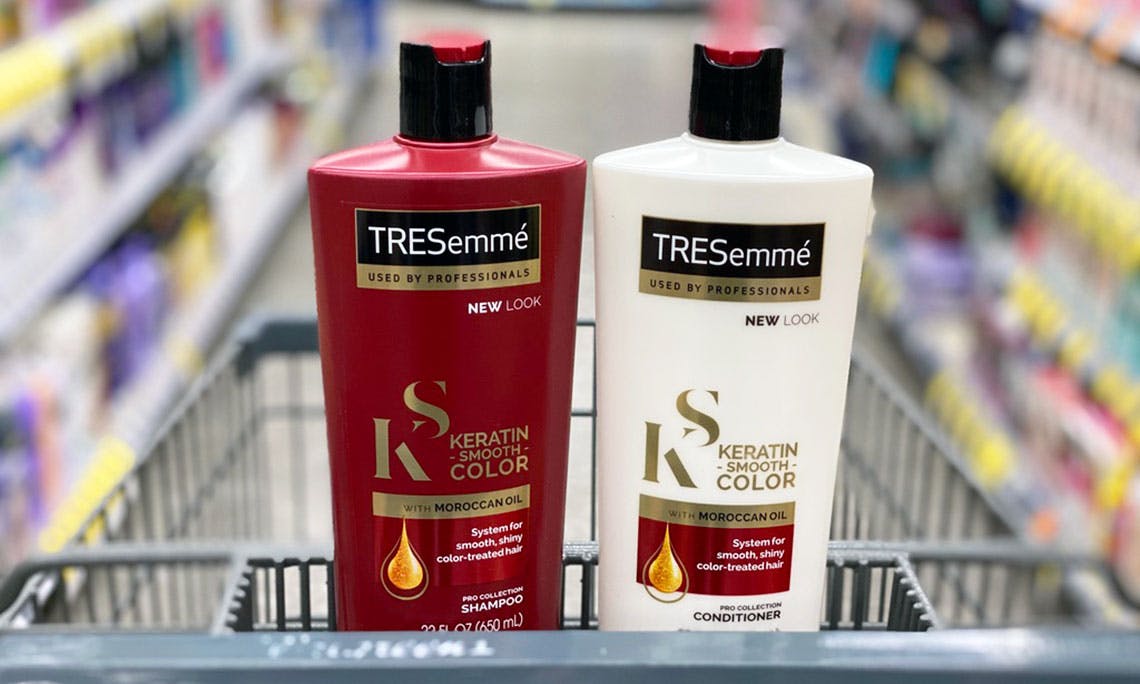 TRESemmé
USED BY PROFESSIONALS
NEW LOOK
KS
KERATIN
- SMOOTH -
COLOR
WITH MOROCCAN OIL
System for
smooth, shiny
color-treated hair
PRO COLLECTION
SHAMPOO
22 FL OZ (650 mL)
TRESemmé
USED BY PROFESSIONALS
NEW LOOK
KS
KERATIN
- SMOOTH -
COLOR
WITH MOROCCAN OIL
System for
smooth, shiny
color-treated hair
PRO COLLECTION
CONDITIONER